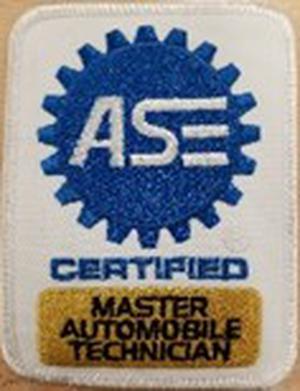 ASE
CERTIFIED
MASTER
AUTOMOBILE
TECHNICIAN